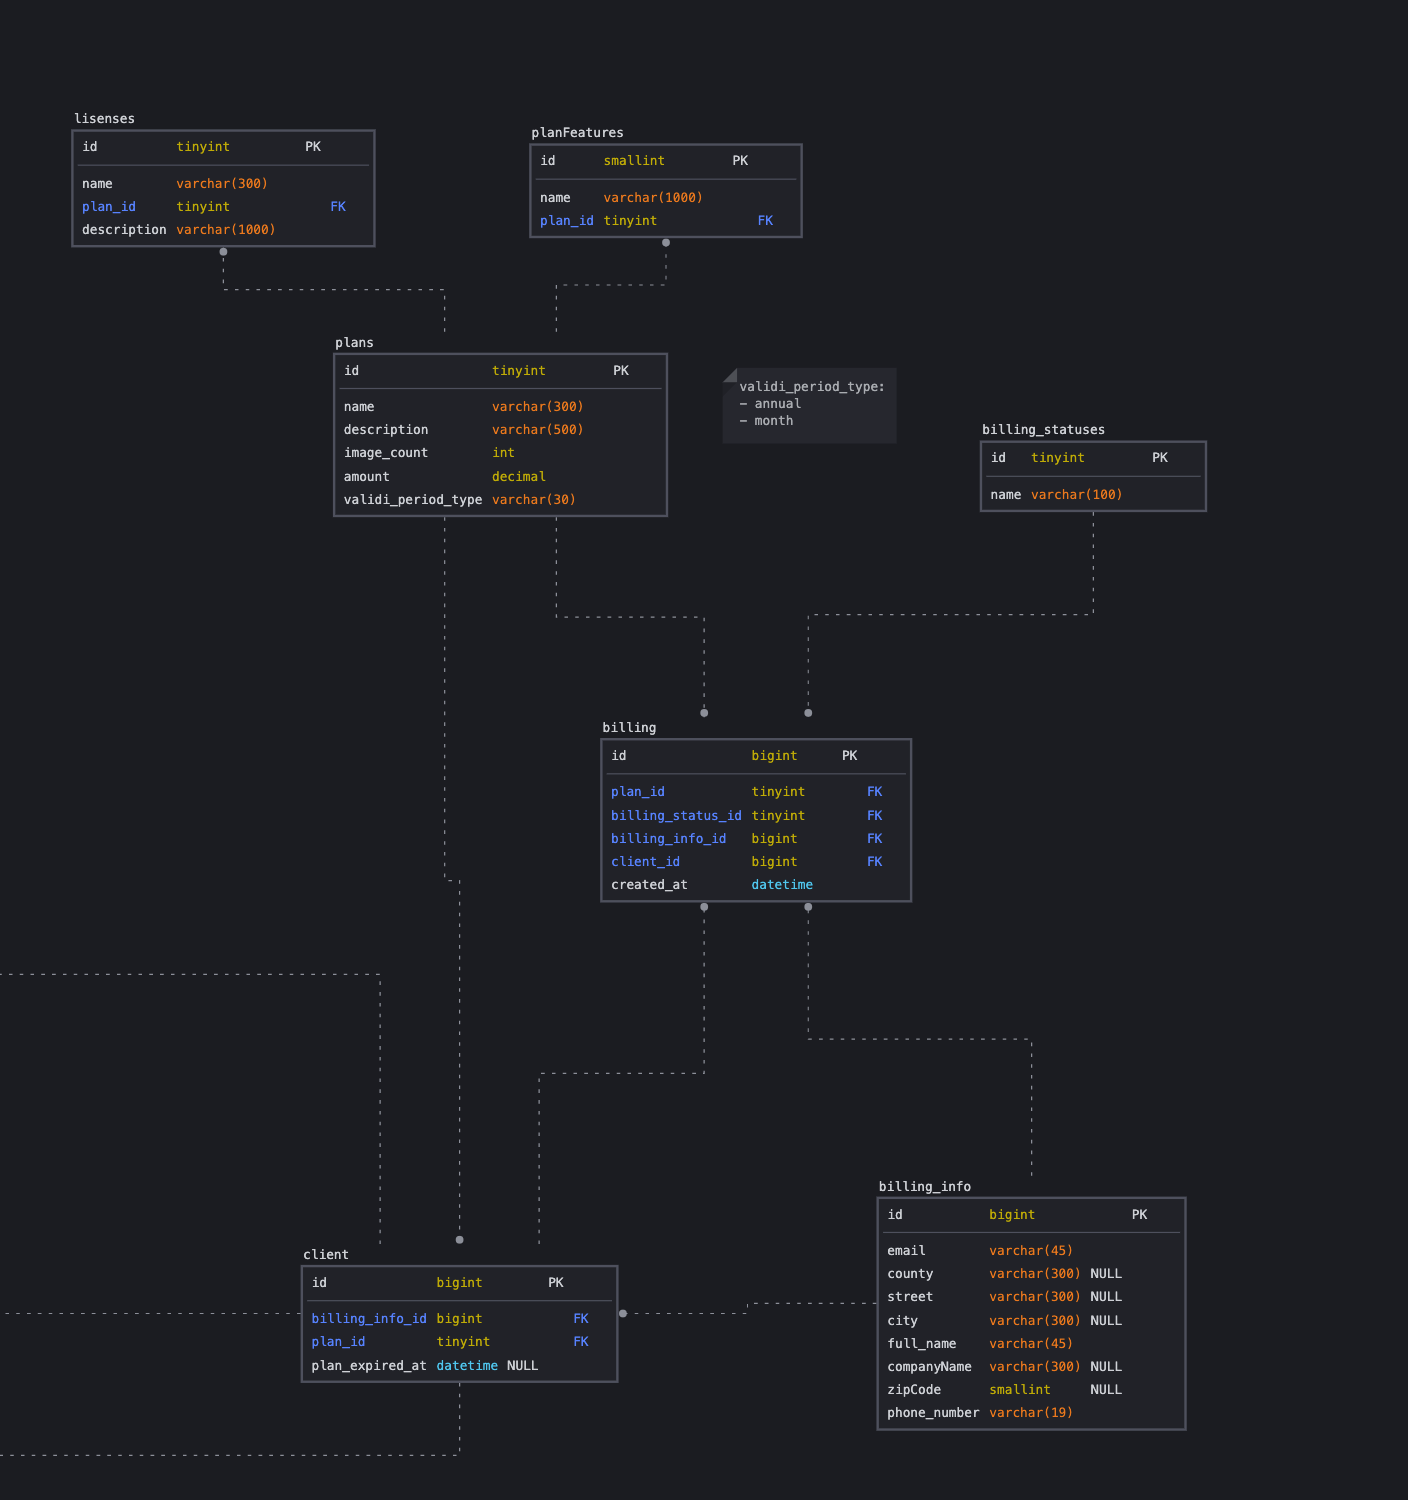 lisenses
id tinyint PK
name varchar(300)
plan_id tinyint FK
description varchar(1000)
planFeatures
id smallint PK
name varchar(1000)
plan_id tinyint FK
plans
id tinyint PK
name varchar(300)
description varchar(500)
image_count int
amount decimal
validi_period_type varchar(30)
validi_period_type:
– annual
– month
billing_statuses
id tinyint PK
name varchar(100)
billing
id bigint PK
plan_id tinyint FK
billing_status_id tinyint FK
billing_info_id bigint FK
client_id bigint FK
created_at datetime
client
id bigint PK
billing_info_id bigint FK
plan_id tinyint FK
plan_expired_at datetime NULL
billing_info
id bigint PK
email varchar(45)
county varchar(300) NULL
street varchar(300) NULL
city varchar(300) NULL
full_name varchar(45)
companyName varchar(300) NULL
zipCode smallint NULL
phone_number varchar(19)